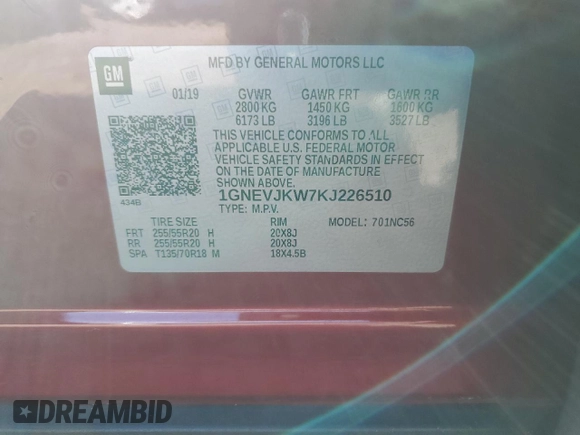 GM
MFD BY GENERAL MOTORS LLC
01/19 GVWR GAWR FRT GAWR RR
2800 KG 1450 KG 1600 KG
6173 LB 3196 LB 3527 LB
THIS VEHICLE CONFORMS TO ALL
APPLICABLE U.S. FEDERAL MOTOR
VEHICLE SAFETY STANDARDS IN EFFECT
ON THE DATE OF MANUFACTURE
SHOWN ABOVE.
434B
1GNEVJKW7KJ226510
TYPE: M.P.V.
TIRE SIZE RIM MODEL: 701NC56
FRT 255/55R20 H 20X8J
RR 255/55R20 H 20X8J
SPA T135/70R18 M 18X4.5B
DREAMBID